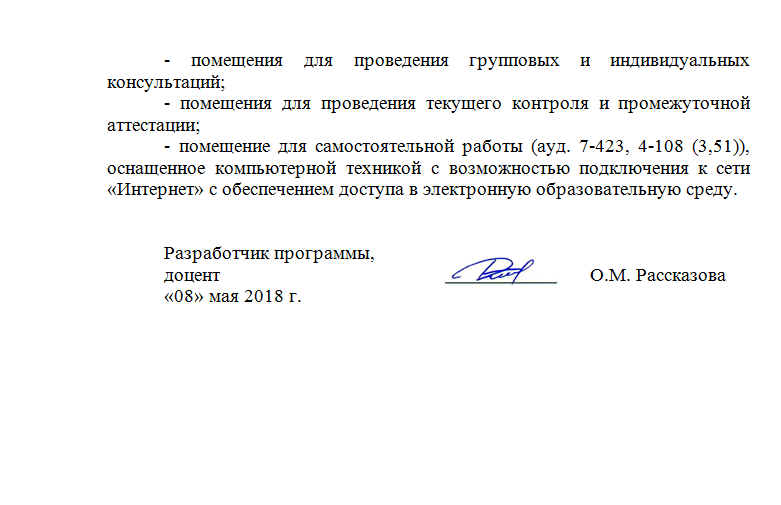 - помещения для проведения групповых и индивидуальных
консультаций;
- помещения для проведения текущего контроля и промежуточной
аттестации;
- помещение для самостоятельной работы (ауд. 7-423, 4-108 (3,51)),
оснащенное компьютерной техникой с возможностью подключения к сети
«Интернет» с обеспечением доступа в электронную образовательную среду.
Разработчик программы,
доцент О.М. Рассказова
«08» мая 2018 г.